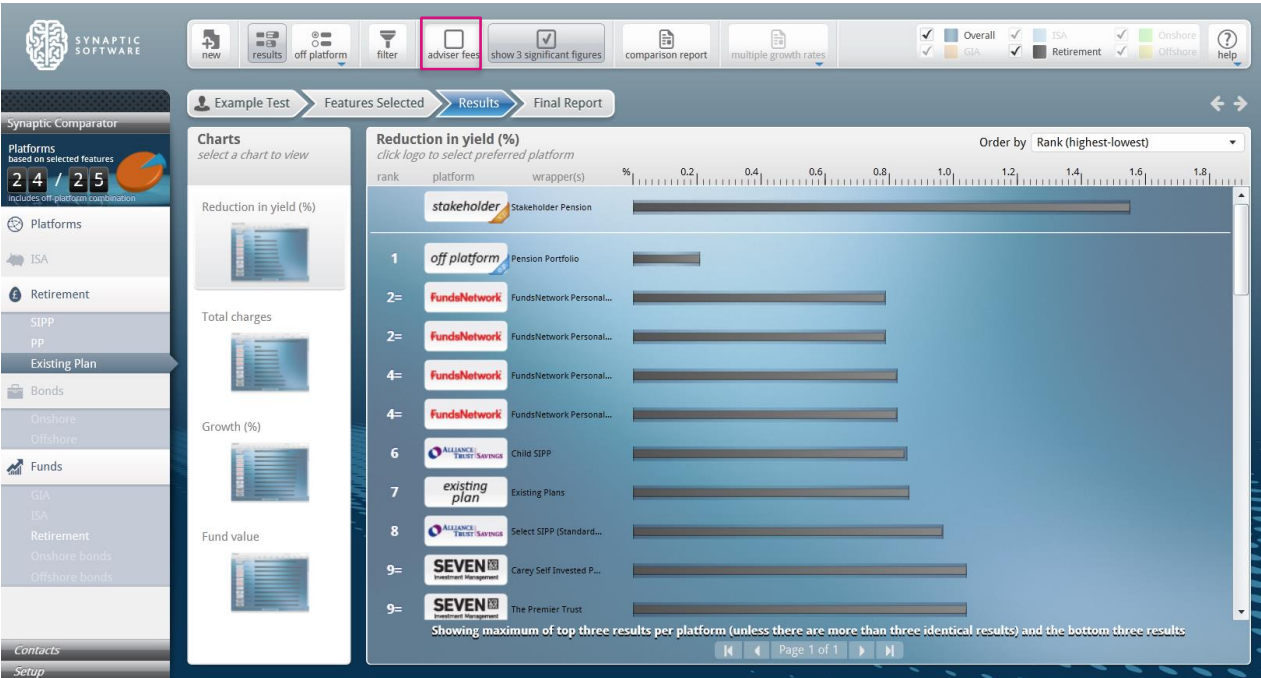 SYNAPTIC
SOFTWARE
new
results
off platform
filter
adviser fees
show 3 significant figures
comparison report
multiple growth rates
Overall
ISA
Onshore
GIA
Retirement
Offshore
help
Example Test
Features Selected
Results
Final Report
Synaptic Comparator
Platforms
based on selected features
24 / 25
includes off-platform combination
Platforms
ISA
Retirement
SIPP
PP
Existing Plan
Bonds
Onshore
Offshore
Funds
GIA
ISA
Retirement
Onshore bonds
Offshore bonds
Contacts
Setup
Charts
select a chart to view
Reduction in yield (%)
Total charges
Growth (%)
Fund value
Reduction in yield (%)
click logo to select preferred platform
Order by Rank (highest-lowest)
rank platform wrapper(s) % 0.2 0.4 0.6 0.8 1.0 1.2 1.4 1.6 1.8
stakeholder Stakeholder Pension
1 off platform Pension Portfolio
2= FundsNetwork FundsNetwork Personal...
2= FundsNetwork FundsNetwork Personal...
4= FundsNetwork FundsNetwork Personal...
4= FundsNetwork FundsNetwork Personal...
6 ALLIANCE TRUST SAVINGS Child SIPP
7 existing plan Existing Plans
8 ALLIANCE TRUST SAVINGS Select SIPP (Standard...
9= SEVEN Investment Management Carey Self Invested P...
9= SEVEN Investment Management The Premier Trust
Showing maximum of top three results per platform (unless there are more than three identical results) and the bottom three results
Page 1 of 1